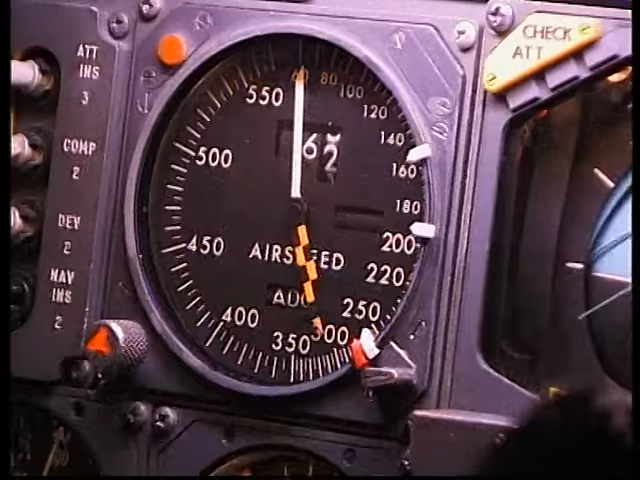 ATT
INS
3
COMP
2
DEV
2
NAV
INS
2
CHECK
ATT
60
80
100
120
140
160
180
200
220
250
300
350
400
450
500
550
62
AIRSPEED
ADC